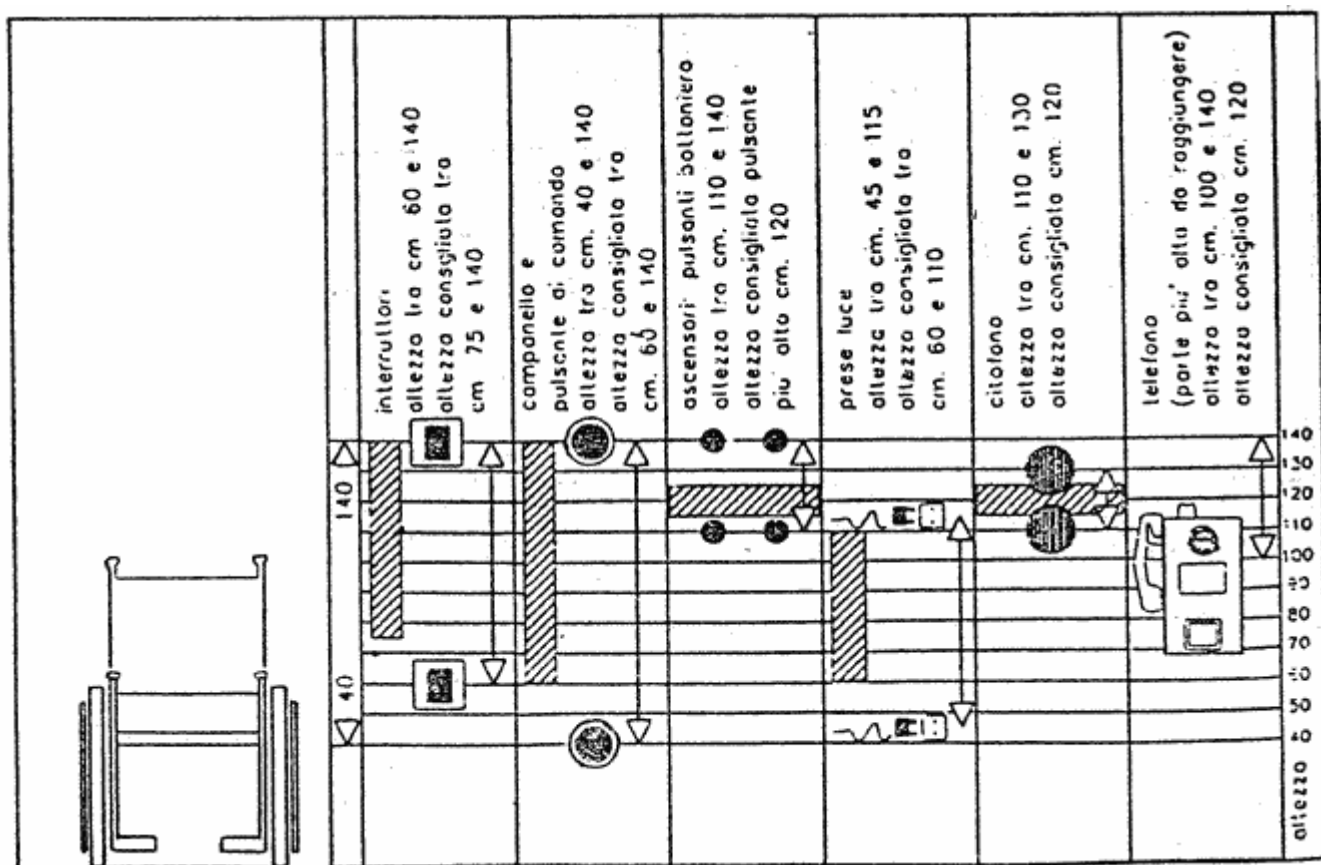 140
40
interruttori
altezza tra cm 60 e 140
altezza consigliata tra
cm 75 e 140
campanello e
pulsante di comando
altezza tra cm. 40 e 140
altezza consigliata tra
cm. 60 e 140
ascensori pulsanti bottoniera
altezza tra cm. 110 e 140
altezza consigliata pulsante
piu alto cm. 120
prese luce
altezza tra cm. 45 e 115
altezza consigliata tra
cm. 60 e 110
citofono
altezza tra cm. 110 e 130
altezza consigliata cm. 120
telefono
(parte piu' alta da raggiungere)
altezza tra cm. 100 e 140
altezza consigliata cm. 120
140
130
120
110
100
90
80
70
60
50
40
altezza